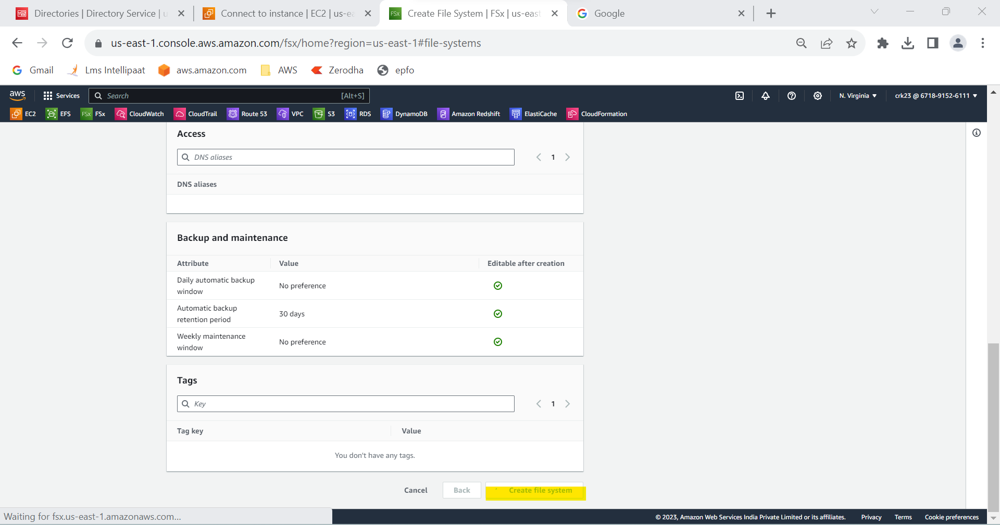 Directories | Directory Service | u
Connect to instance | EC2 | us-ea
FSx
Create File System | FSx | us-east
Google
us-east-1.console.aws.amazon.com/fsx/home?region=us-east-1#file-systems
Gmail
Lms Intellipaat
aws.amazon.com
AWS
Zerodha
epfo
aws
Services
Search
[Alt+S]
N. Virginia
crk23 @ 6718-9152-6111
EC2
EFS
FSx
FSx
CloudWatch
CloudTrail
Route 53
VPC
S3
RDS
DynamoDB
Amazon Redshift
ElastiCache
CloudFormation
Access
DNS aliases
1
DNS aliases
Backup and maintenance
Attribute
Value
Editable after creation
Daily automatic backup
window
No preference
Automatic backup
retention period
30 days
Weekly maintenance
window
No preference
Tags
Key
1
Tag key
Value
You don't have any tags.
Cancel
Back
Create file system
Waiting for fsx.us-east-1.amazonaws.com...
© 2023, Amazon Web Services India Private Limited or its affiliates.
Privacy
Terms
Cookie preferences